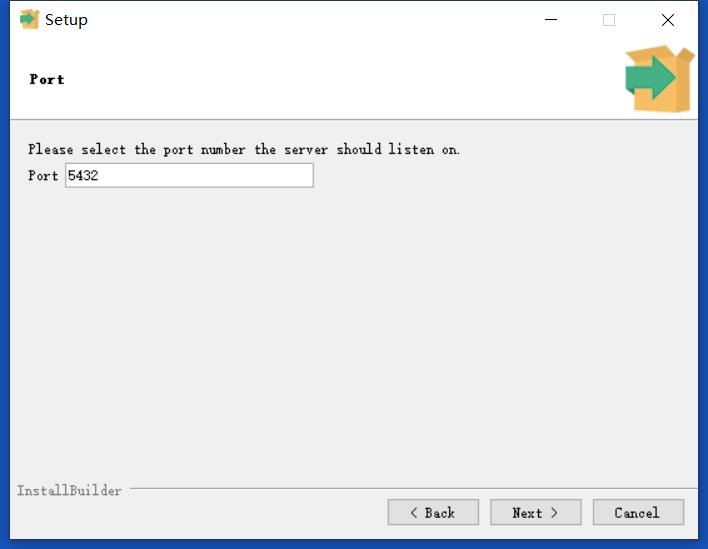 Setup
Port
Please select the port number the server should listen on.
Port 5432
InstallBuilder
< Back Next > Cancel